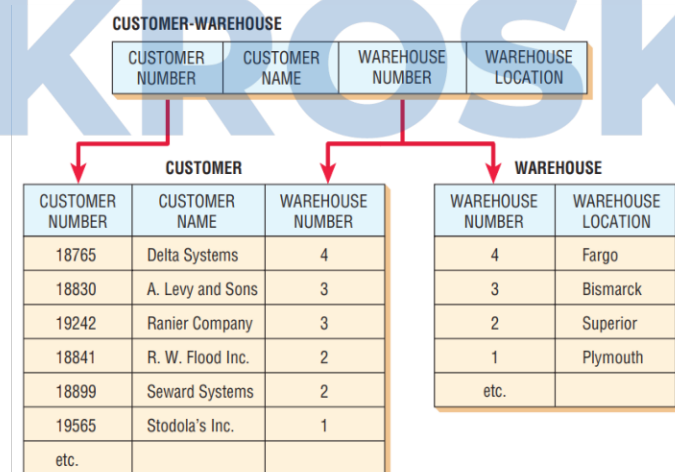 KROSK
CUSTOMER-WAREHOUSE
CUSTOMER NUMBER CUSTOMER NAME WAREHOUSE NUMBER WAREHOUSE LOCATION
CUSTOMER
CUSTOMER NUMBER CUSTOMER NAME WAREHOUSE NUMBER
18765 Delta Systems 4
18830 A. Levy and Sons 3
19242 Ranier Company 3
18841 R. W. Flood Inc. 2
18899 Seward Systems 2
19565 Stodola's Inc. 1
etc.
WAREHOUSE
WAREHOUSE NUMBER WAREHOUSE LOCATION
4 Fargo
3 Bismarck
2 Superior
1 Plymouth
etc.